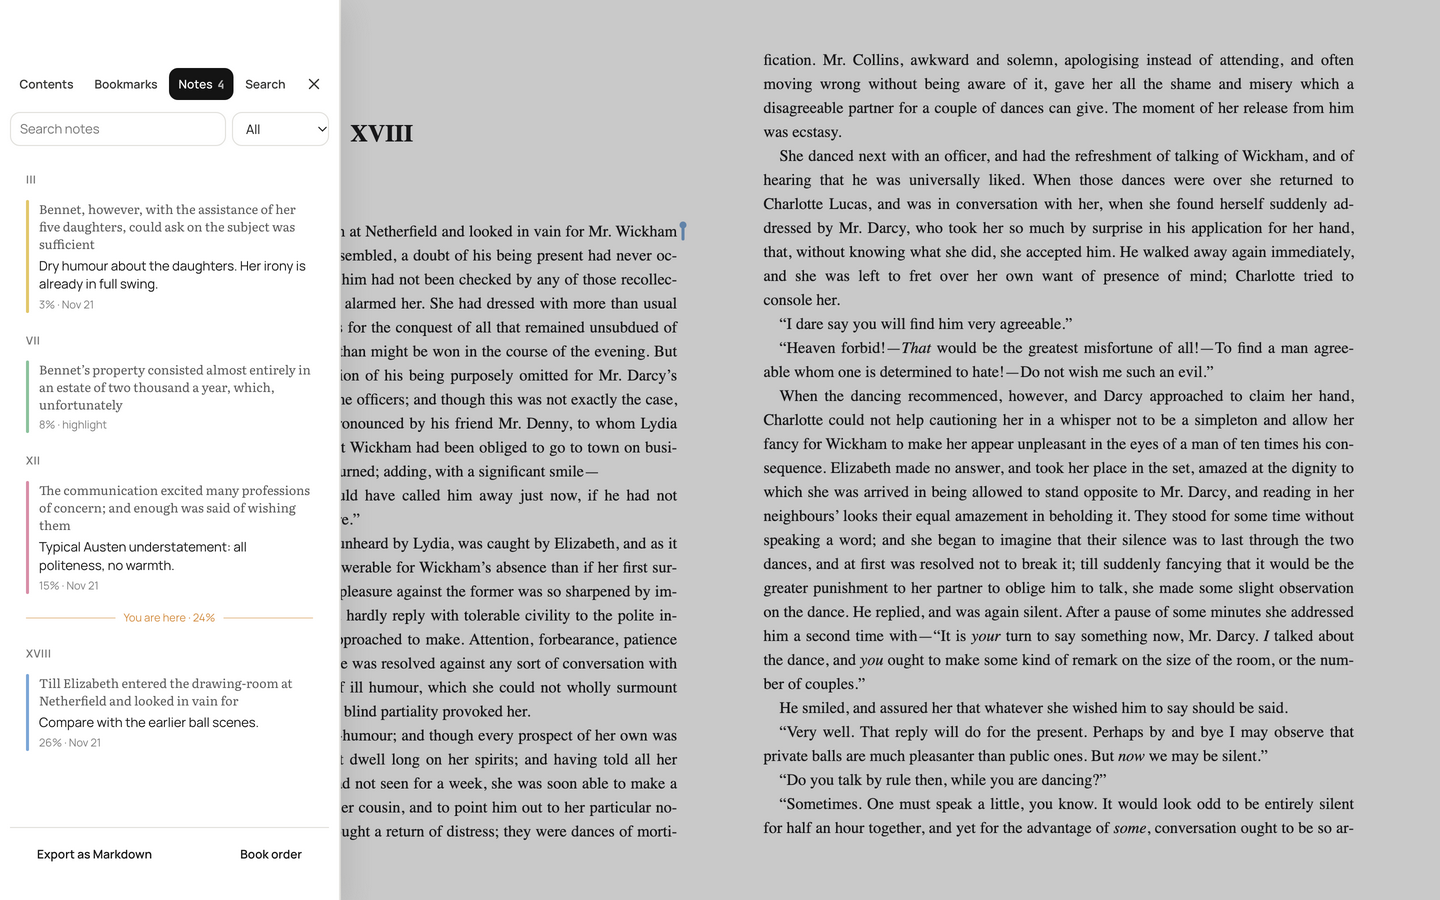 Contents
Bookmarks
Notes 4
Search
Search notes
All
III
Bennet, however, with the assistance of her
five daughters, could ask on the subject was
sufficient
Dry humour about the daughters. Her irony is
already in full swing.
3% · Nov 21
VII
Bennet’s property consisted almost entirely in
an estate of two thousand a year, which,
unfortunately
8% · highlight
XII
The communication excited many professions
of concern; and enough was said of wishing
them
Typical Austen understatement: all
politeness, no warmth.
15% · Nov 21
You are here · 24%
XVIII
Till Elizabeth entered the drawing-room at
Netherfield and looked in vain for
Compare with the earlier ball scenes.
26% · Nov 21
Export as Markdown
Book order
XVIII
at Netherfield and looked in vain for Mr. Wickham
sembled, a doubt of his being present had never oc-
him had not been checked by any of those recollec-
alarmed her. She had dressed with more than usual
for the conquest of all that remained unsubdued of
than might be won in the course of the evening. But
ion of his being purposely omitted for Mr. Darcy’s
e officers; and though this was not exactly the case,
ronounced by his friend Mr. Denny, to whom Lydia
t Wickham had been obliged to go to town on busi-
urned; adding, with a significant smile—
uld have called him away just now, if he had not
re.”
unheard by Lydia, was caught by Elizabeth, and as it
werable for Wickham’s absence than if her first sur-
pleasure against the former was so sharpened by im-
hardly reply with tolerable civility to the polite in-
pproached to make. Attention, forbearance, patience
e was resolved against any sort of conversation with
f ill humour, which she could not wholly surmount
blind partiality provoked her.
-humour; and though every prospect of her own was
t dwell long on her spirits; and having told all her
d not seen for a week, she was soon able to make a
er cousin, and to point him out to her particular no-
ught a return of distress; they were dances of morti-
fication. Mr. Collins, awkward and solemn, apologising instead of attending, and often
moving wrong without being aware of it, gave her all the shame and misery which a
disagreeable partner for a couple of dances can give. The moment of her release from him
was ecstasy.
She danced next with an officer, and had the refreshment of talking of Wickham, and of
hearing that he was universally liked. When those dances were over she returned to
Charlotte Lucas, and was in conversation with her, when she found herself suddenly ad-
dressed by Mr. Darcy, who took her so much by surprise in his application for her hand,
that, without knowing what she did, she accepted him. He walked away again immediately,
and she was left to fret over her own want of presence of mind; Charlotte tried to
console her.
“I dare say you will find him very agreeable.”
“Heaven forbid!—That would be the greatest misfortune of all!—To find a man agree-
able whom one is determined to hate!—Do not wish me such an evil.”
When the dancing recommenced, however, and Darcy approached to claim her hand,
Charlotte could not help cautioning her in a whisper not to be a simpleton and allow her
fancy for Wickham to make her appear unpleasant in the eyes of a man of ten times his con-
sequence. Elizabeth made no answer, and took her place in the set, amazed at the dignity to
which she was arrived in being allowed to stand opposite to Mr. Darcy, and reading in her
neighbours’ looks their equal amazement in beholding it. They stood for some time without
speaking a word; and she began to imagine that their silence was to last through the two
dances, and at first was resolved not to break it; till suddenly fancying that it would be the
greater punishment to her partner to oblige him to talk, she made some slight observation
on the dance. He replied, and was again silent. After a pause of some minutes she addressed
him a second time with—“It is your turn to say something now, Mr. Darcy. I talked about
the dance, and you ought to make some kind of remark on the size of the room, or the num-
ber of couples.”
He smiled, and assured her that whatever she wished him to say should be said.
“Very well. That reply will do for the present. Perhaps by and bye I may observe that
private balls are much pleasanter than public ones. But now we may be silent.”
“Do you talk by rule then, while you are dancing?”
“Sometimes. One must speak a little, you know. It would look odd to be entirely silent
for half an hour together, and yet for the advantage of some, conversation ought to be so ar-